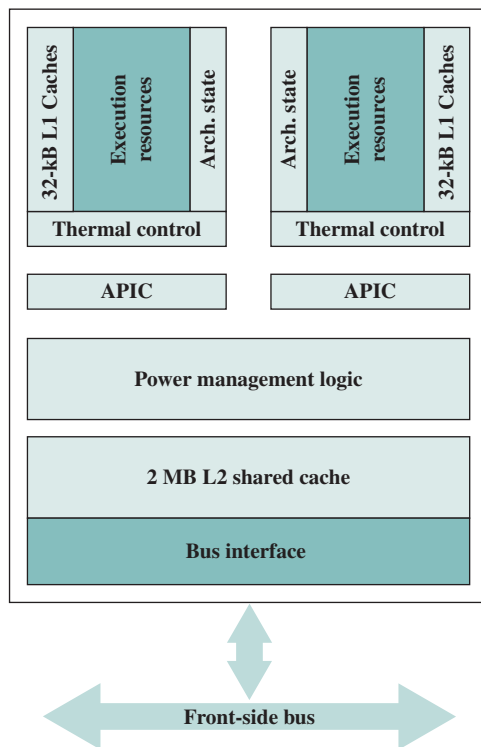 32-kB L1 Caches
Execution
resources
Arch. state
Thermal control
APIC
Arch. state
Execution
resources
32-kB L1 Caches
Thermal control
APIC
Power management logic
2 MB L2 shared cache
Bus interface
Front-side bus